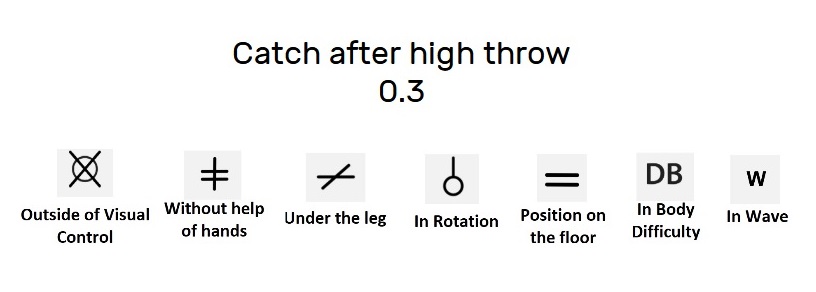 Catch after high throw
0.3
DB
W
Outside of Visual Control
Without help of hands
Under the leg
In Rotation
Position on the floor
In Body Difficulty
In Wave